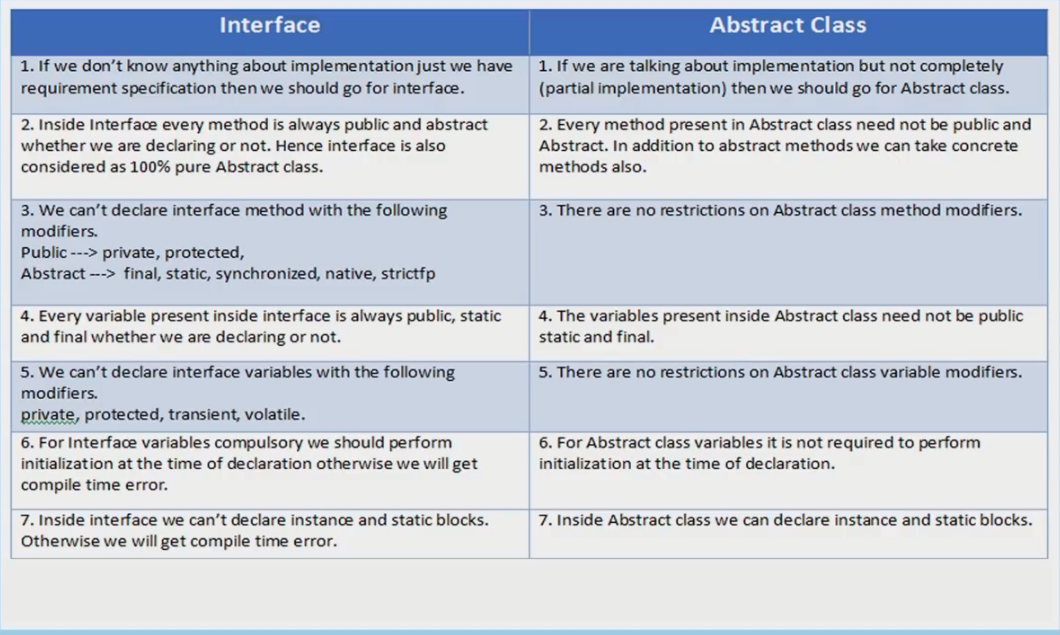 Interface
Abstract Class
1. If we don't know anything about implementation just we have
requirement specification then we should go for interface.
1. If we are talking about implementation but not completely
(partial implementation) then we should go for Abstract class.
2. Inside Interface every method is always public and abstract
whether we are declaring or not. Hence interface is also
considered as 100% pure Abstract class.
2. Every method present in Abstract class need not be public and
Abstract. In addition to abstract methods we can take concrete
methods also.
3. We can't declare interface method with the following
modifiers.
Public ---> private, protected,
Abstract ---> final, static, synchronized, native, strictfp
3. There are no restrictions on Abstract class method modifiers.
4. Every variable present inside interface is always public, static
and final whether we are declaring or not.
4. The variables present inside Abstract class need not be public
static and final.
5. We can't declare interface variables with the following
modifiers.
private, protected, transient, volatile.
5. There are no restrictions on Abstract class variable modifiers.
6. For Interface variables compulsory we should perform
initialization at the time of declaration otherwise we will get
compile time error.
6. For Abstract class variables it is not required to perform
initialization at the time of declaration.
7. Inside interface we can't declare instance and static blocks.
Otherwise we will get compile time error.
7. Inside Abstract class we can declare instance and static blocks.